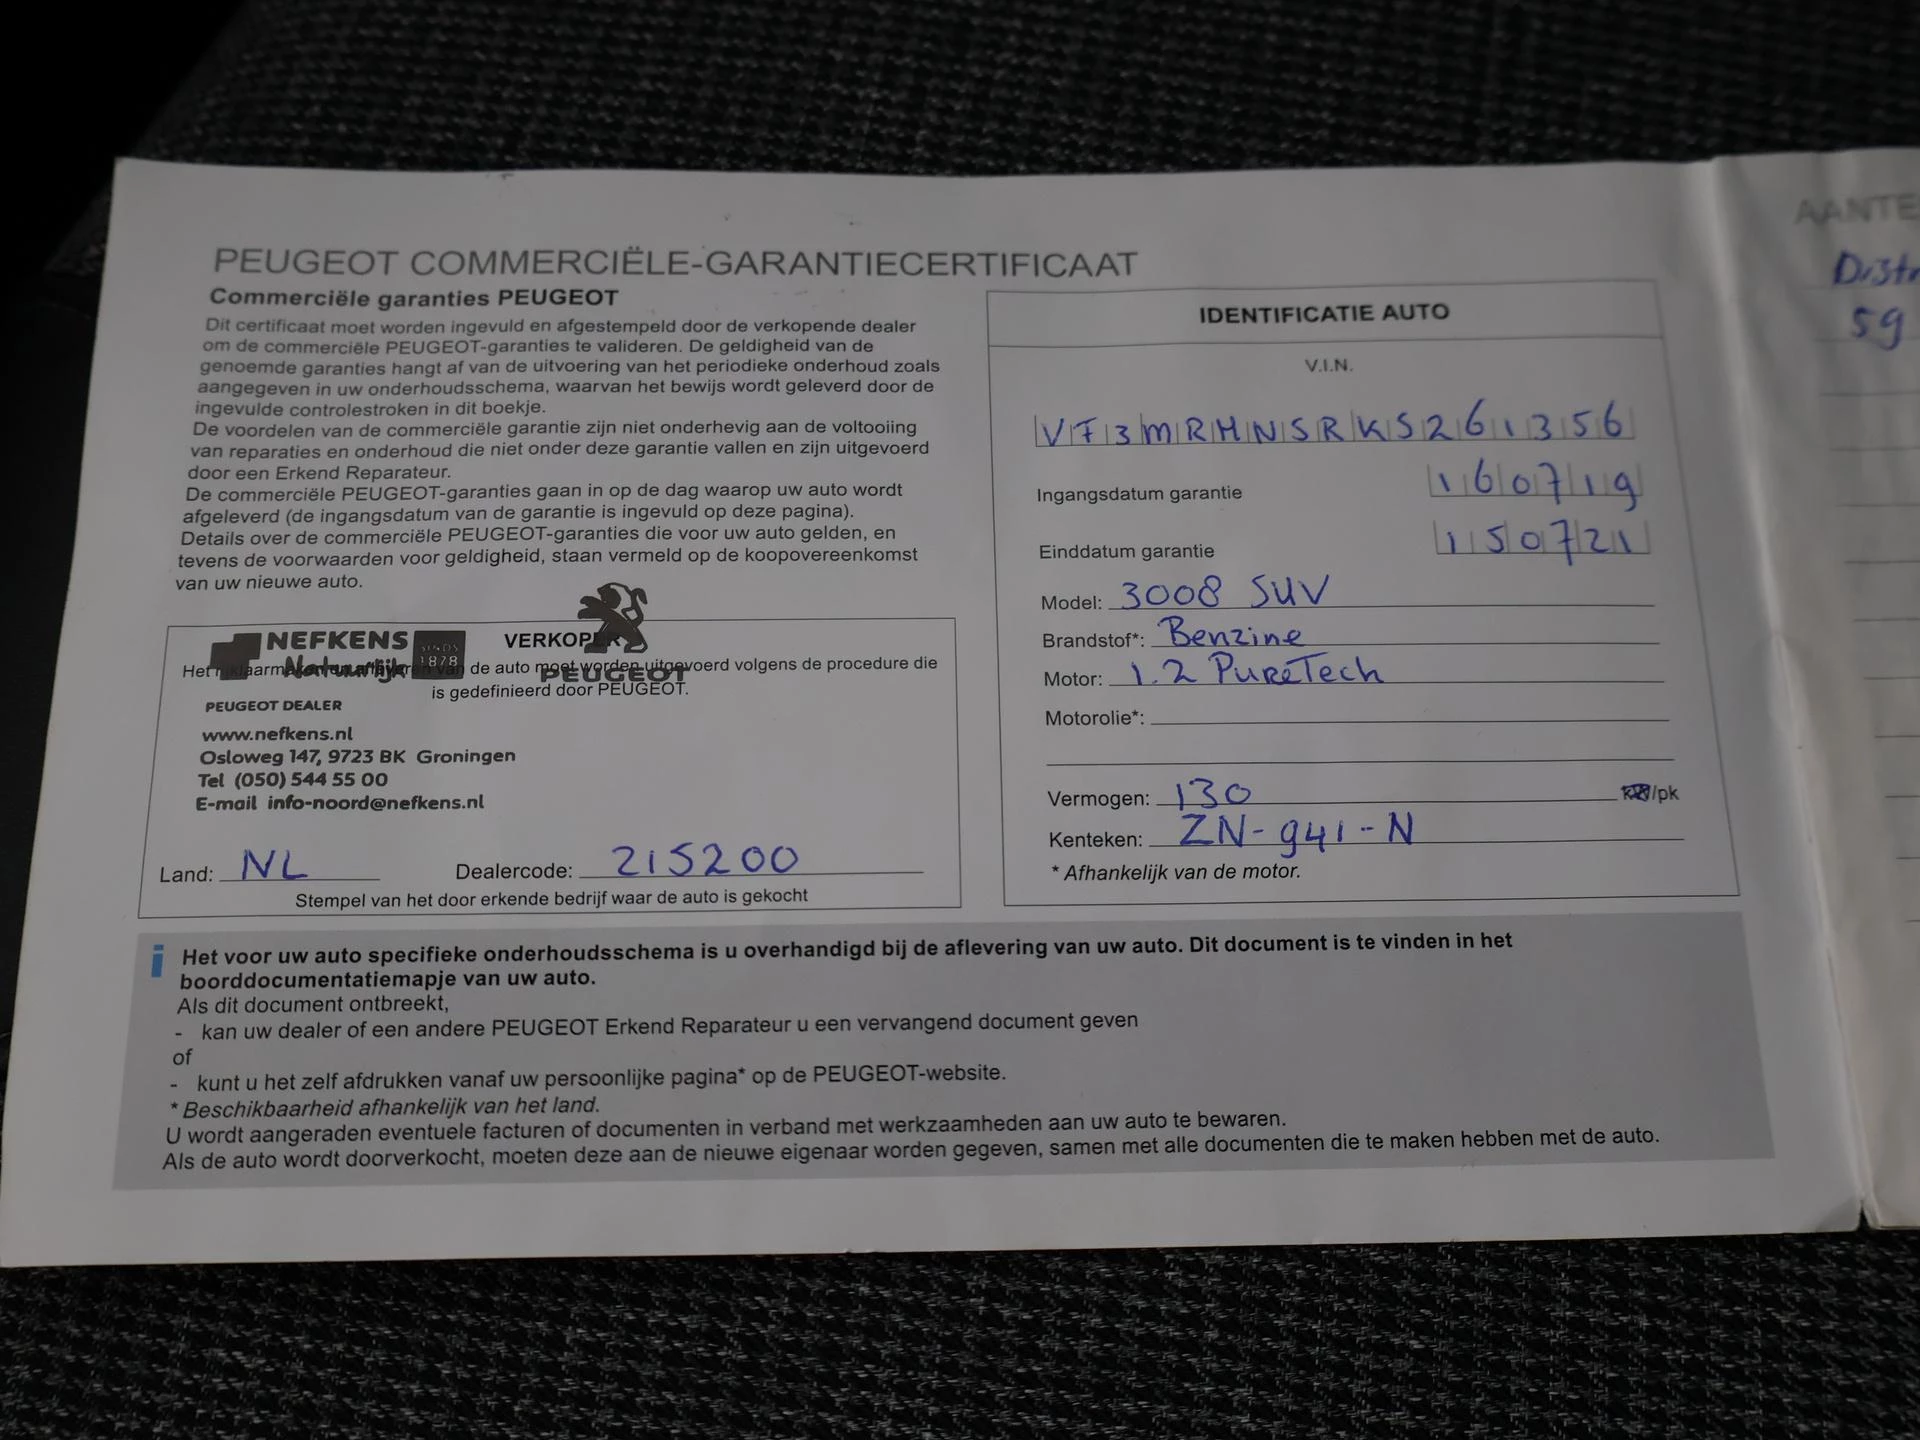 PEUGEOT COMMERCIËLE-GARANTIECERTIFICAAT
Commerciële garanties PEUGEOT
Dit certificaat moet worden ingevuld en afgestempeld door de verkopende dealer
om de commerciële PEUGEOT-garanties te valideren. De geldigheid van de
genoemde garanties hangt af van de uitvoering van het periodieke onderhoud zoals
aangegeven in uw onderhoudsschema, waarvan het bewijs wordt geleverd door de
ingevulde controlestroken in dit boekje.
De voordelen van de commerciële garantie zijn niet onderhevig aan de voltooiing
van reparaties en onderhoud die niet onder deze garantie vallen en zijn uitgevoerd
door een Erkend Reparateur.
De commerciële PEUGEOT-garanties gaan in op de dag waarop uw auto wordt
afgeleverd (de ingangsdatum van de garantie is ingevuld op deze pagina).
Details over de commerciële PEUGEOT-garanties die voor uw auto gelden, en
tevens de voorwaarden voor geldigheid, staan vermeld op de koopovereenkomst
van uw nieuwe auto.
NEFKENS SINDS 1878
Natuurlijk
VERKOPER
PEUGEOT
Het van de auto moet worden uitgevoerd volgens de procedure die
is gedefinieerd door PEUGEOT.
PEUGEOT DEALER
www.nefkens.nl
Osloweg 147, 9723 BK Groningen
Tel (050) 544 55 00
E-mail info-noord@nefkens.nl
Land: NL Dealercode: 215200
Stempel van het door erkende bedrijf waar de auto is gekocht
IDENTIFICATIE AUTO
V.I.N.
VF3MRHNSRKS261356
Ingangsdatum garantie 160719
Einddatum garantie 150721
Model: 3008 SUV
Brandstof*: Benzine
Motor: 1.2 PureTech
Motorolie*:
Vermogen: 130 /pk
Kenteken: ZN-941-N
* Afhankelijk van de motor.
i Het voor uw auto specifieke onderhoudsschema is u overhandigd bij de aflevering van uw auto. Dit document is te vinden in het
boorddocumentatiemapje van uw auto.
Als dit document ontbreekt,
- kan uw dealer of een andere PEUGEOT Erkend Reparateur u een vervangend document geven
of
- kunt u het zelf afdrukken vanaf uw persoonlijke pagina* op de PEUGEOT-website.
* Beschikbaarheid afhankelijk van het land.
U wordt aangeraden eventuele facturen of documenten in verband met werkzaamheden aan uw auto te bewaren.
Als de auto wordt doorverkocht, moeten deze aan de nieuwe eigenaar worden gegeven, samen met alle documenten die te maken hebben met de auto.
AANTE
Distr
59